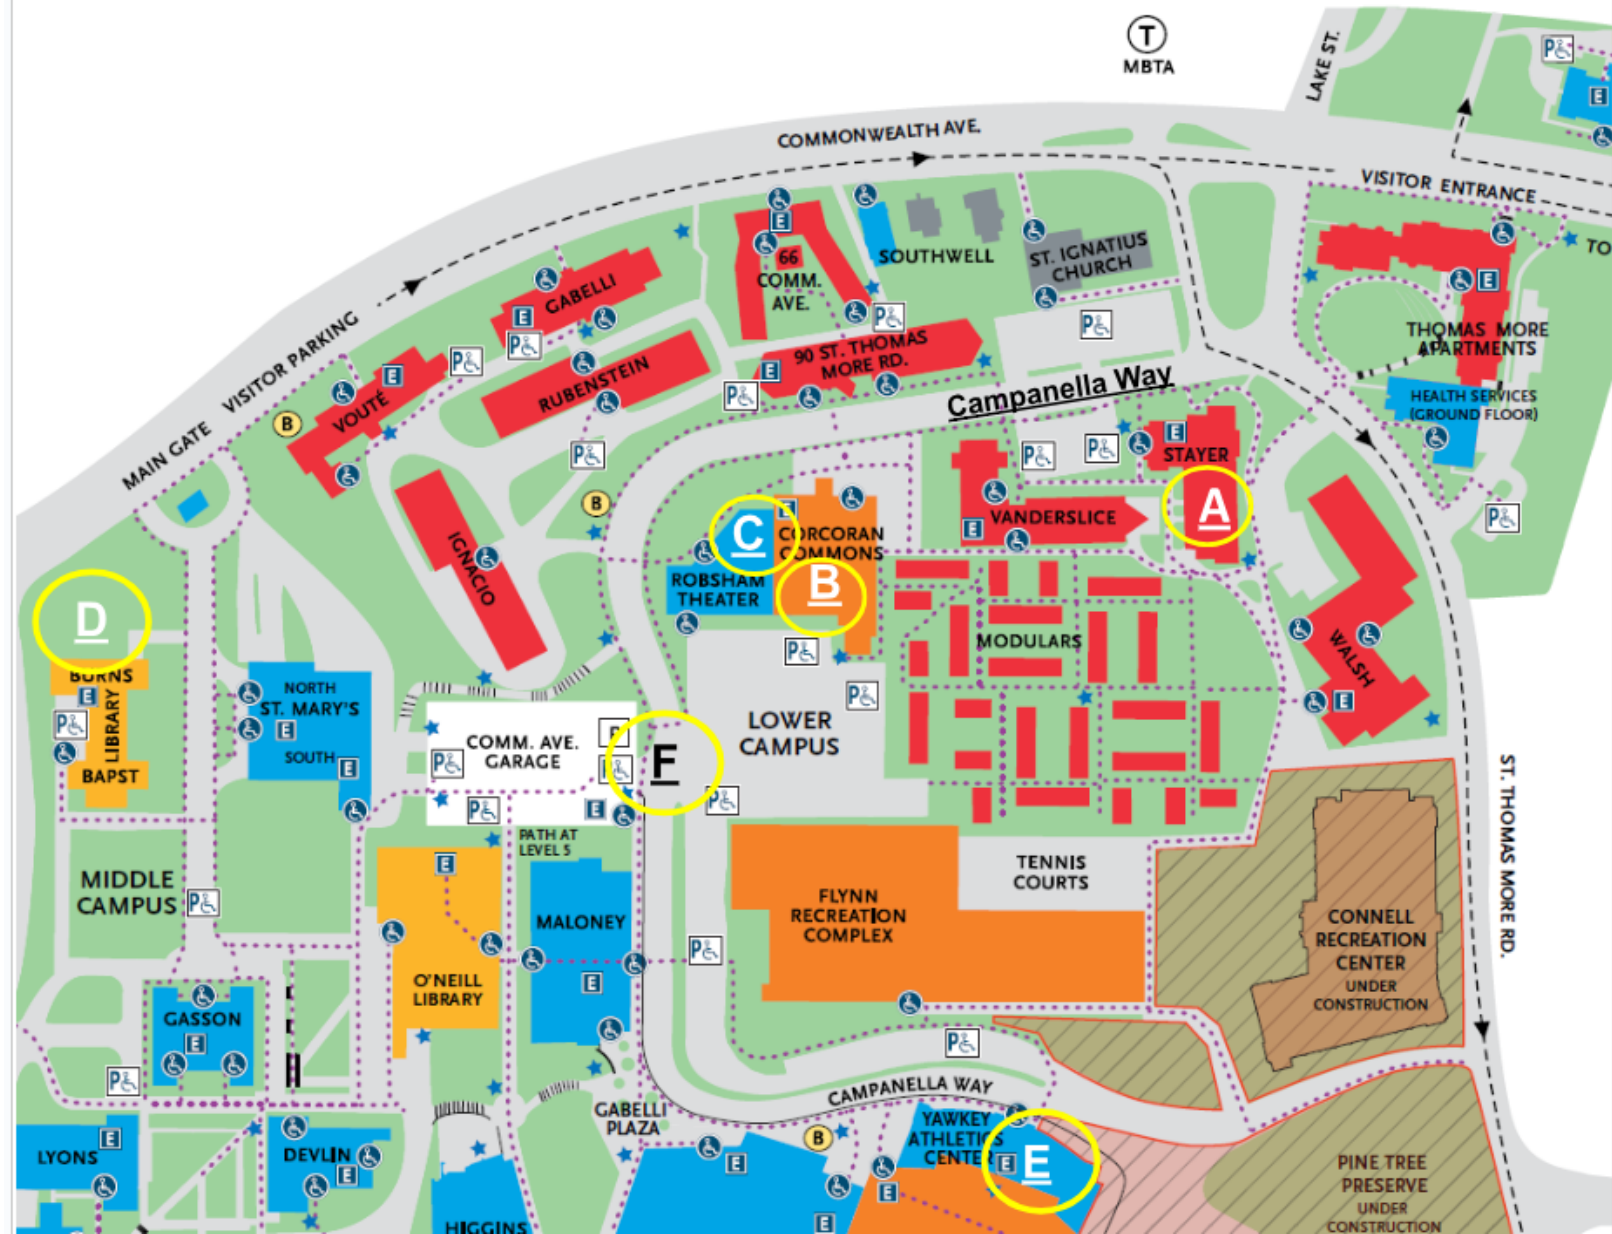 T
MBTA
LAKE ST.
COMMONWEALTH AVE.
VISITOR ENTRANCE
VISITOR PARKING
MAIN GATE
GABELLI
66
COMM.
AVE.
SOUTHWELL
ST. IGNATIUS
CHURCH
TO
THOMAS MORE
APARTMENTS
HEALTH SERVICES
(GROUND FLOOR)
RUBENSTEIN
90 ST. THOMAS
MORE RD.
Campanella Way
VOUTÉ
B
B
IGNACIO
STAYER
A
VANDERSLICE
C
CORCORAN
COMMONS
B
ROBSHAM
THEATER
MODULARS
WALSH
D
BURNS
LIBRARY
BAPST
NORTH
ST. MARY'S
SOUTH
COMM. AVE.
GARAGE
F
LOWER
CAMPUS
PATH AT
LEVEL 5
MIDDLE
CAMPUS
MALONEY
O'NEILL
LIBRARY
FLYNN
RECREATION
COMPLEX
TENNIS
COURTS
CONNELL
RECREATION
CENTER
UNDER
CONSTRUCTION
ST. THOMAS MORE RD.
GASSON
CAMPANELLA WAY
GABELLI
PLAZA
B
YAWKEY
ATHLETICS
CENTER
E
LYONS
DEVLIN
HIGGINS
PINE TREE
PRESERVE
UNDER
CONSTRUCTION